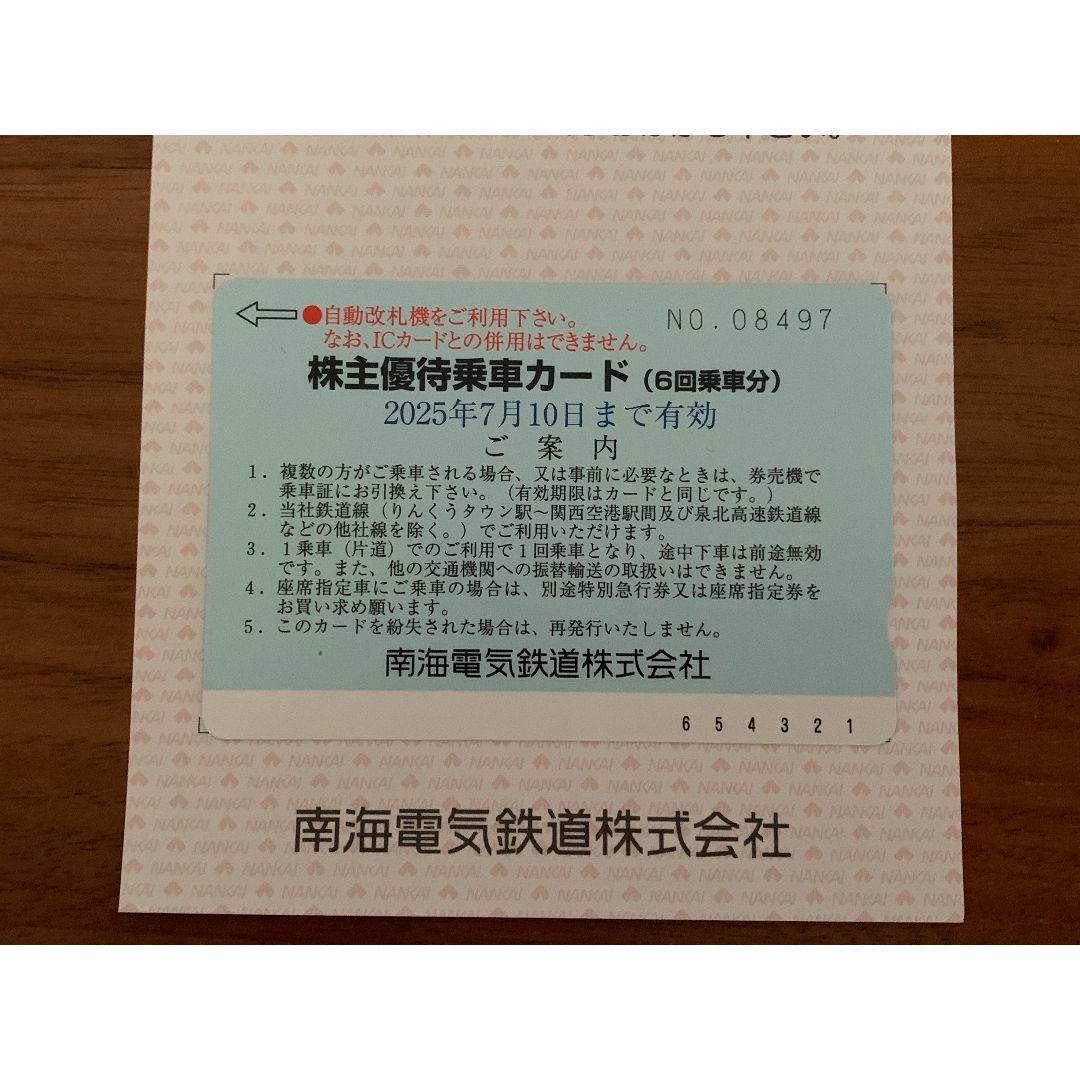 NANKAI
●自動改札機をご利用下さい。
なお、ICカードとの併用はできません。
NO.08497
株主優待乗車カード（6回乗車分）
2025年7月10日まで有効
ご案内
1．複数の方がご乗車される場合、又は事前に必要なときは、券売機で
乗車証にお引換え下さい。（有効期限はカードと同じです。）
2．当社鉄道線（りんくうタウン駅〜関西空港駅間及び泉北高速鉄道線
などの他社線を除く。）でご利用いただけます。
3．1乗車（片道）でのご利用で1回乗車となり、途中下車は前途無効
です。また、他の交通機関への振替輸送の取扱いはできません。
4．座席指定車にご乗車の場合は、別途特別急行券又は座席指定券を
お買い求め願います。
5．このカードを紛失された場合は、再発行いたしません。
南海電気鉄道株式会社
6 5 4 3 2 1
南海電気鉄道株式会社